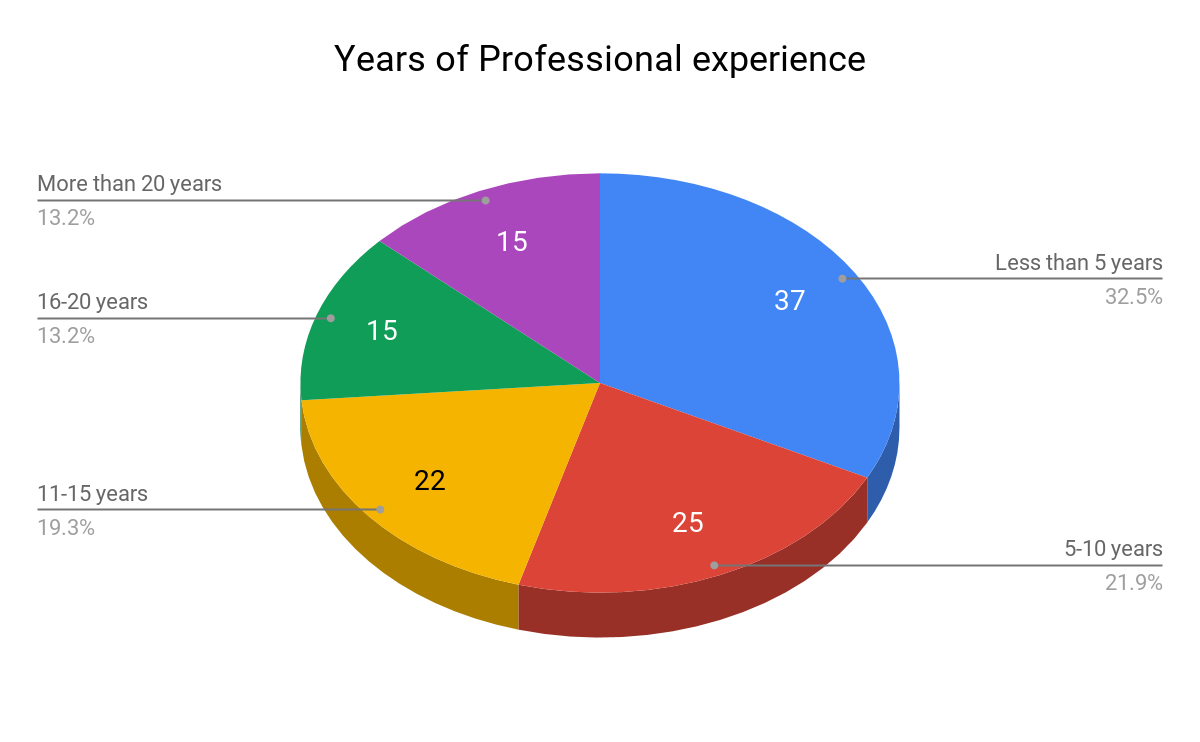 Years of Professional experience
More than 20 years
13.2%
15
Less than 5 years
32.5%
37
16-20 years
13.2%
15
11-15 years
19.3%
22
5-10 years
21.9%
25